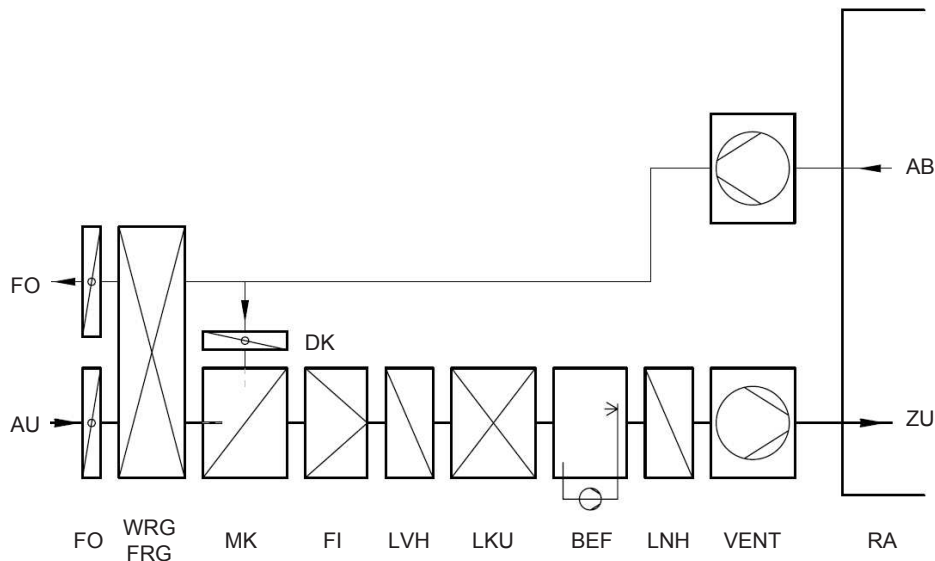 AB
FO
DK
AU
ZU
FO WRG FRG MK FI LVH LKU BEF LNH VENT RA